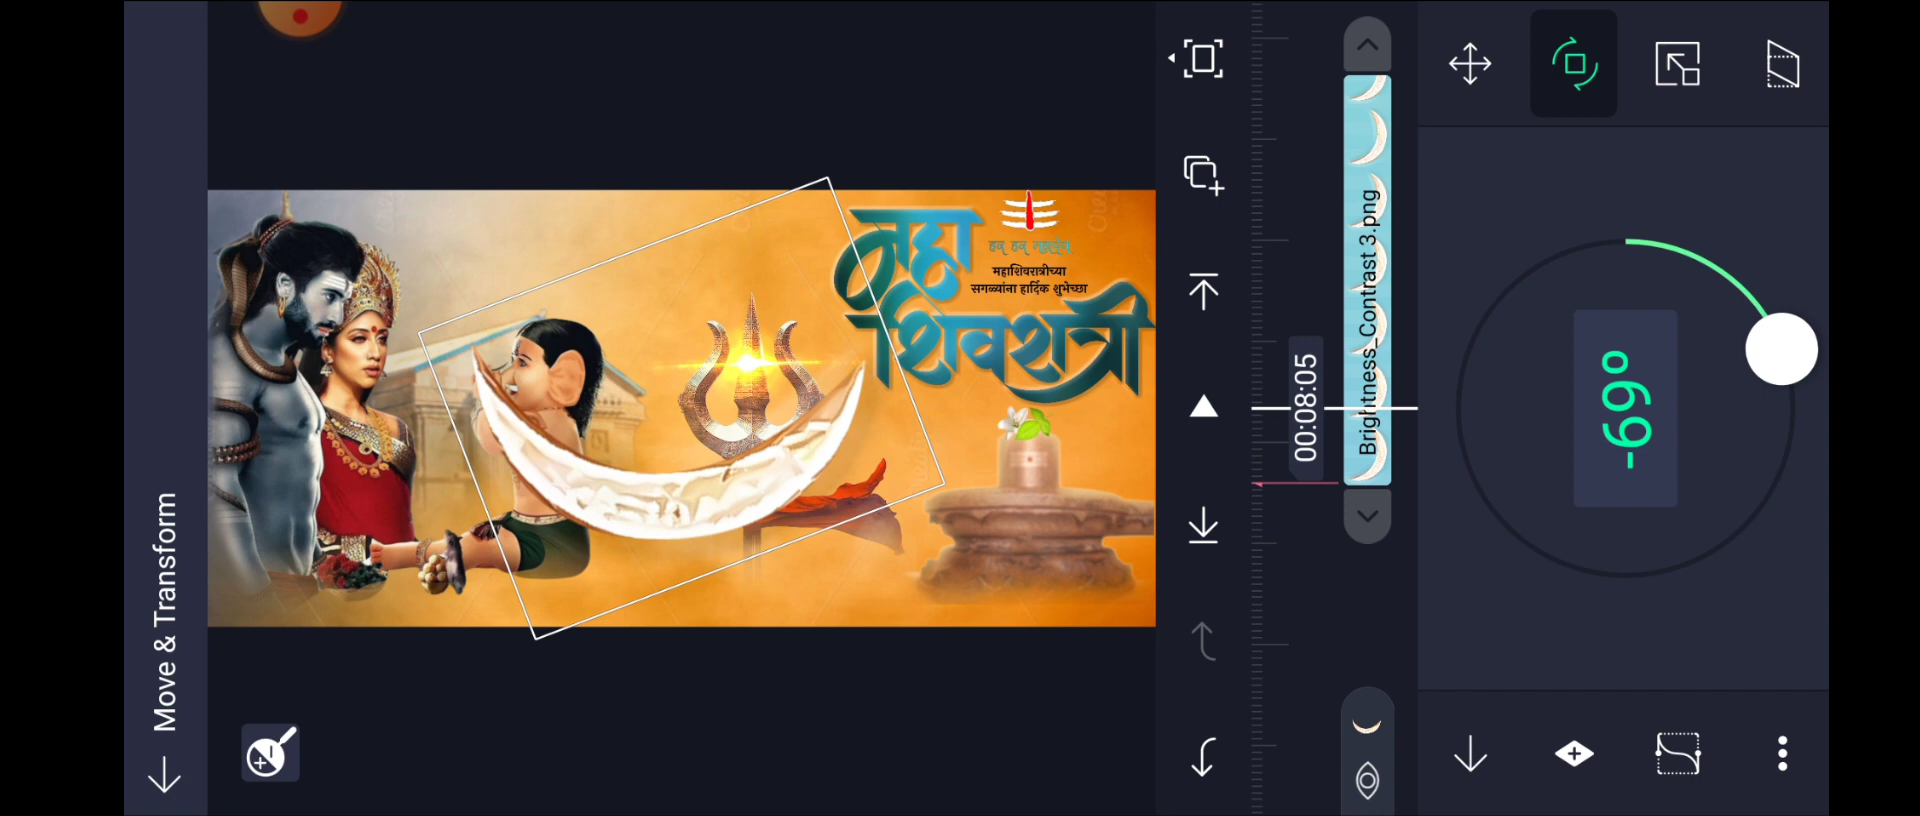 Move & Transform
महा
शिवरात्री
हर हर महादेव
महाशिवरात्रीच्या
सगळ्यांना हार्दिक शुभेच्छा
00:08:05
Brightness_Contrast 3.png
-69°